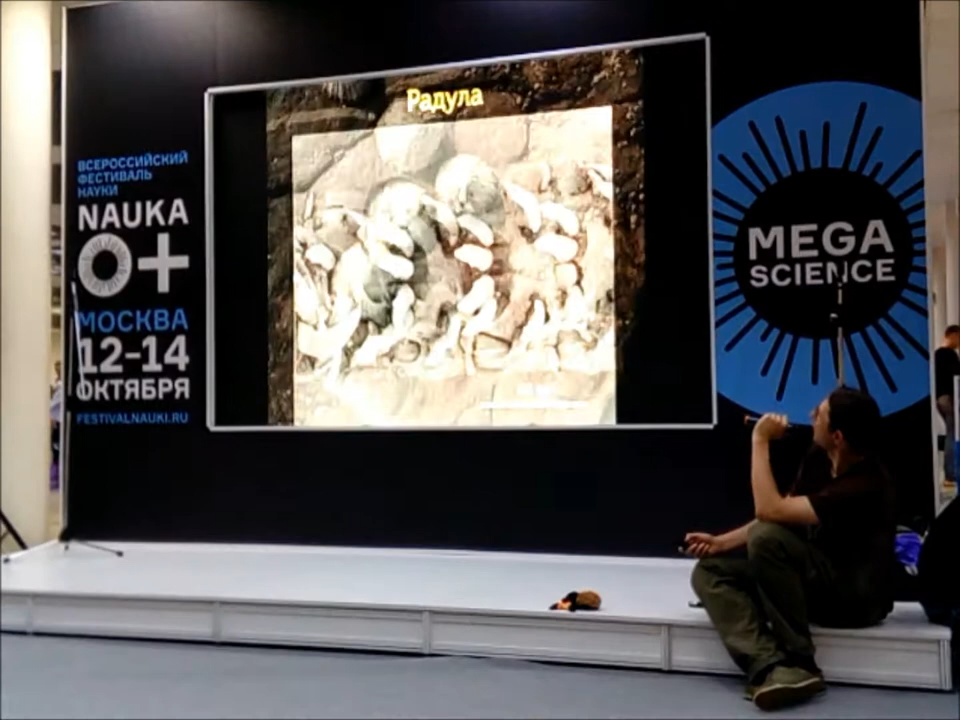 Радула
ВСЕРОССИЙСКИЙ
ФЕСТИВАЛЬ
НАУКИ
NAUKA
0+
МОСКВА
12–14
ОКТЯБРЯ
FESTIVALNAUKI.RU
MEGA
SCIENCE